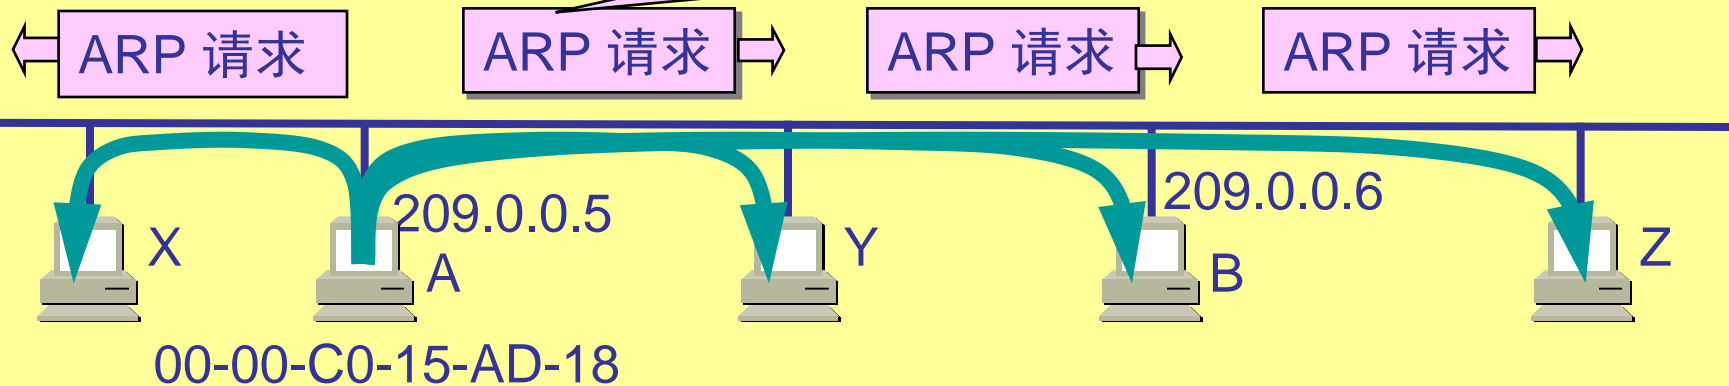 ARP 请求
ARP 请求
ARP 请求
ARP 请求
209.0.0.5
209.0.0.6
X
A
Y
B
Z
00-00-C0-15-AD-18